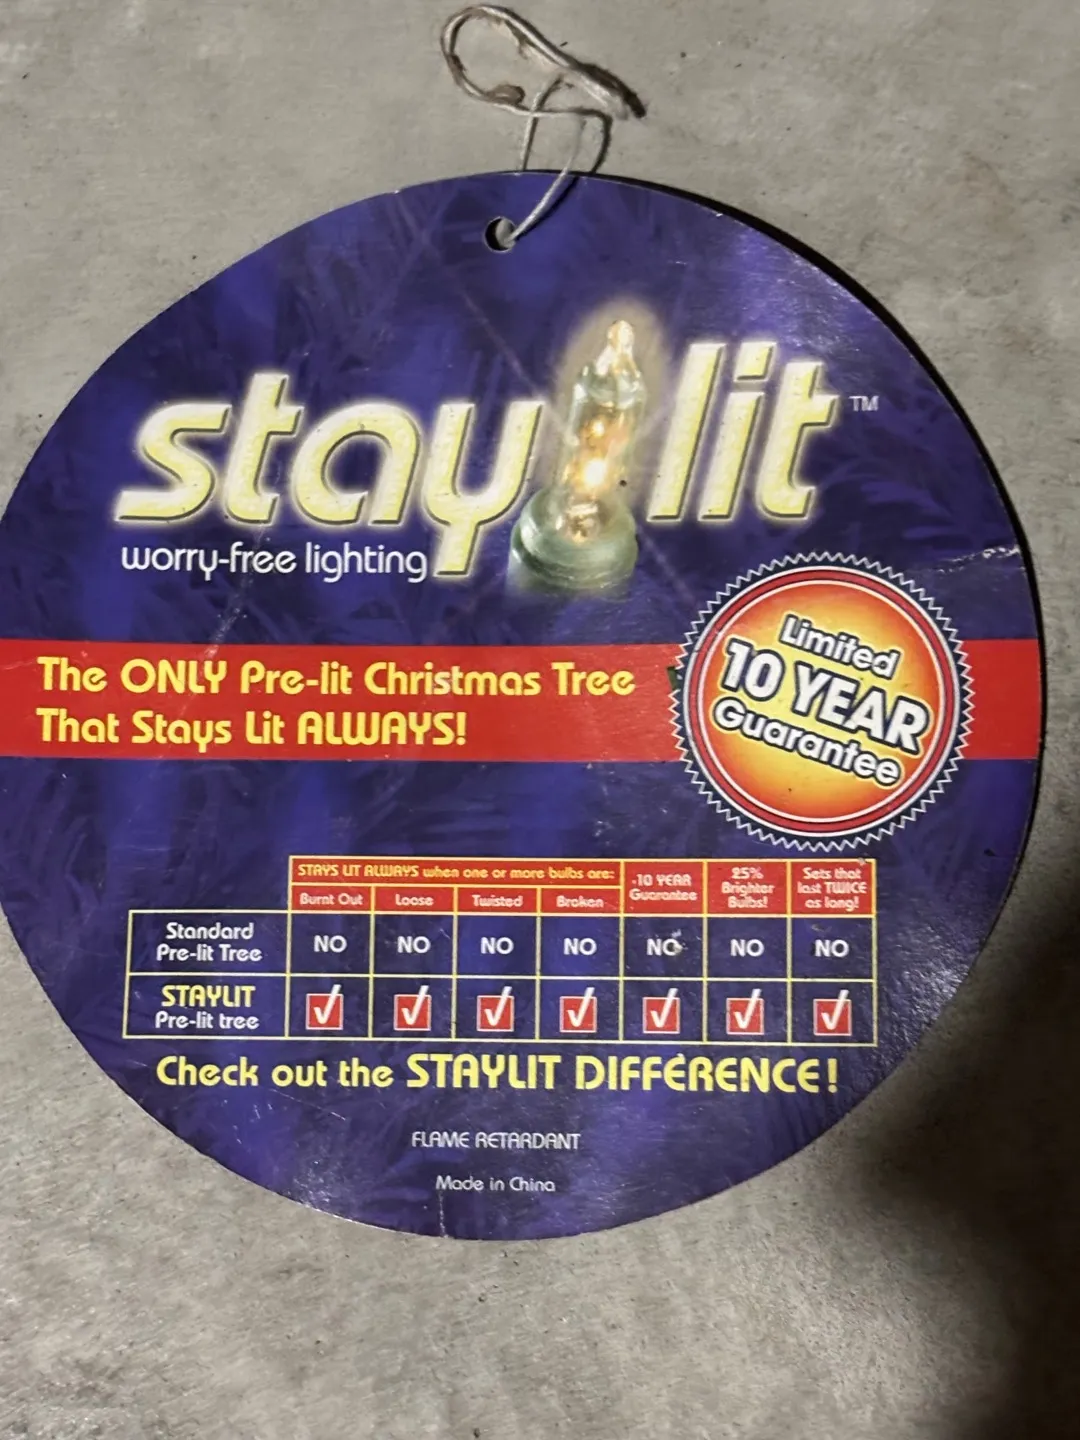 stay lit™
worry-free lighting
The ONLY Pre-lit Christmas Tree
That Stays Lit ALWAYS!
Limited
10 YEAR
Guarantee
STAYS LIT ALWAYS when one or more bulbs are:
Burnt Out Loose Twisted Broken
10 YEAR
Guarantee
25%
Brighter
Bulbs!
Sets that
last TWICE
as long!
Standard
Pre-lit Tree
NO NO NO NO NO NO NO
STAYLIT
Pre-lit tree
✓ ✓ ✓ ✓ ✓ ✓ ✓
Check out the STAYLIT DIFFERENCE!
FLAME RETARDANT
Made in China